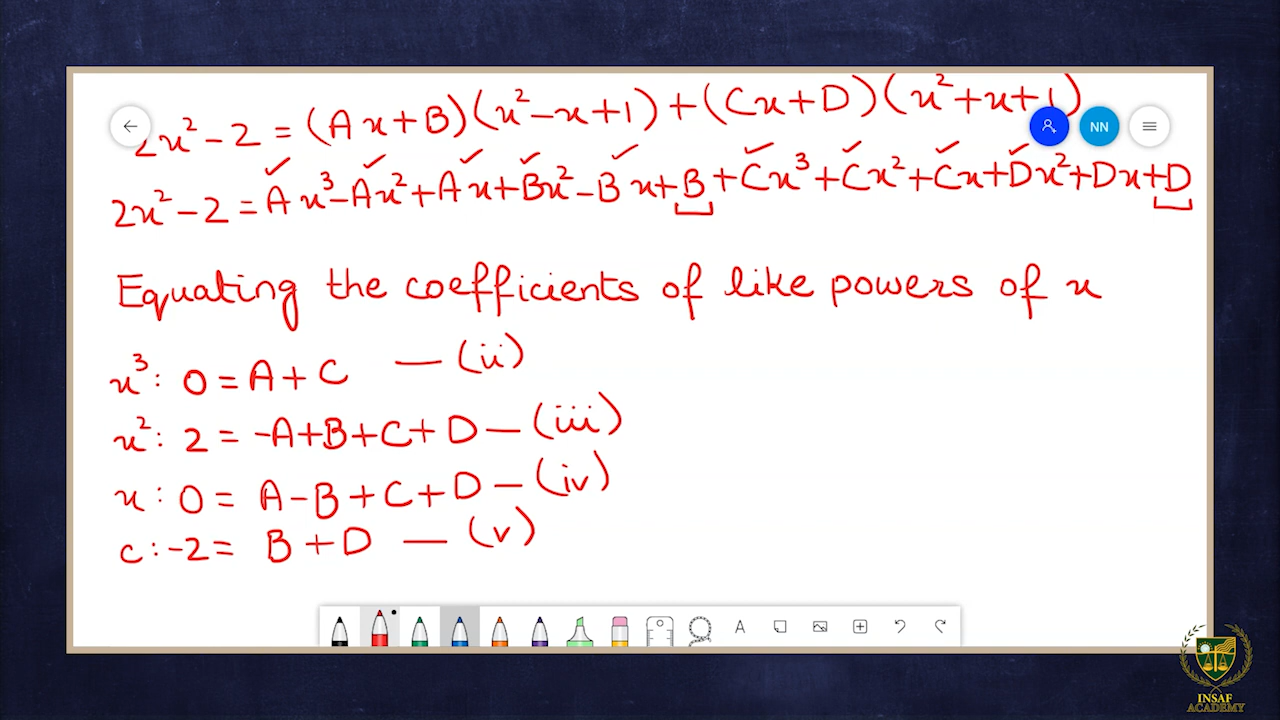 2x² - 2 = (Ax + B)(x² - x + 1) + (Cx + D)(x² + x + 1)
NN
2x² - 2 = Ax³ - Ax² + Ax + Bx² - Bx + B + Cx³ + Cx² + Cx + Dx² + Dx + D
Equating the coefficients of like powers of x
x³ : 0 = A + C — (ii)
x² : 2 = -A + B + C + D — (iii)
x : 0 = A - B + C + D — (iv)
c : -2 = B + D — (v)
A
INSAF
ACADEMY